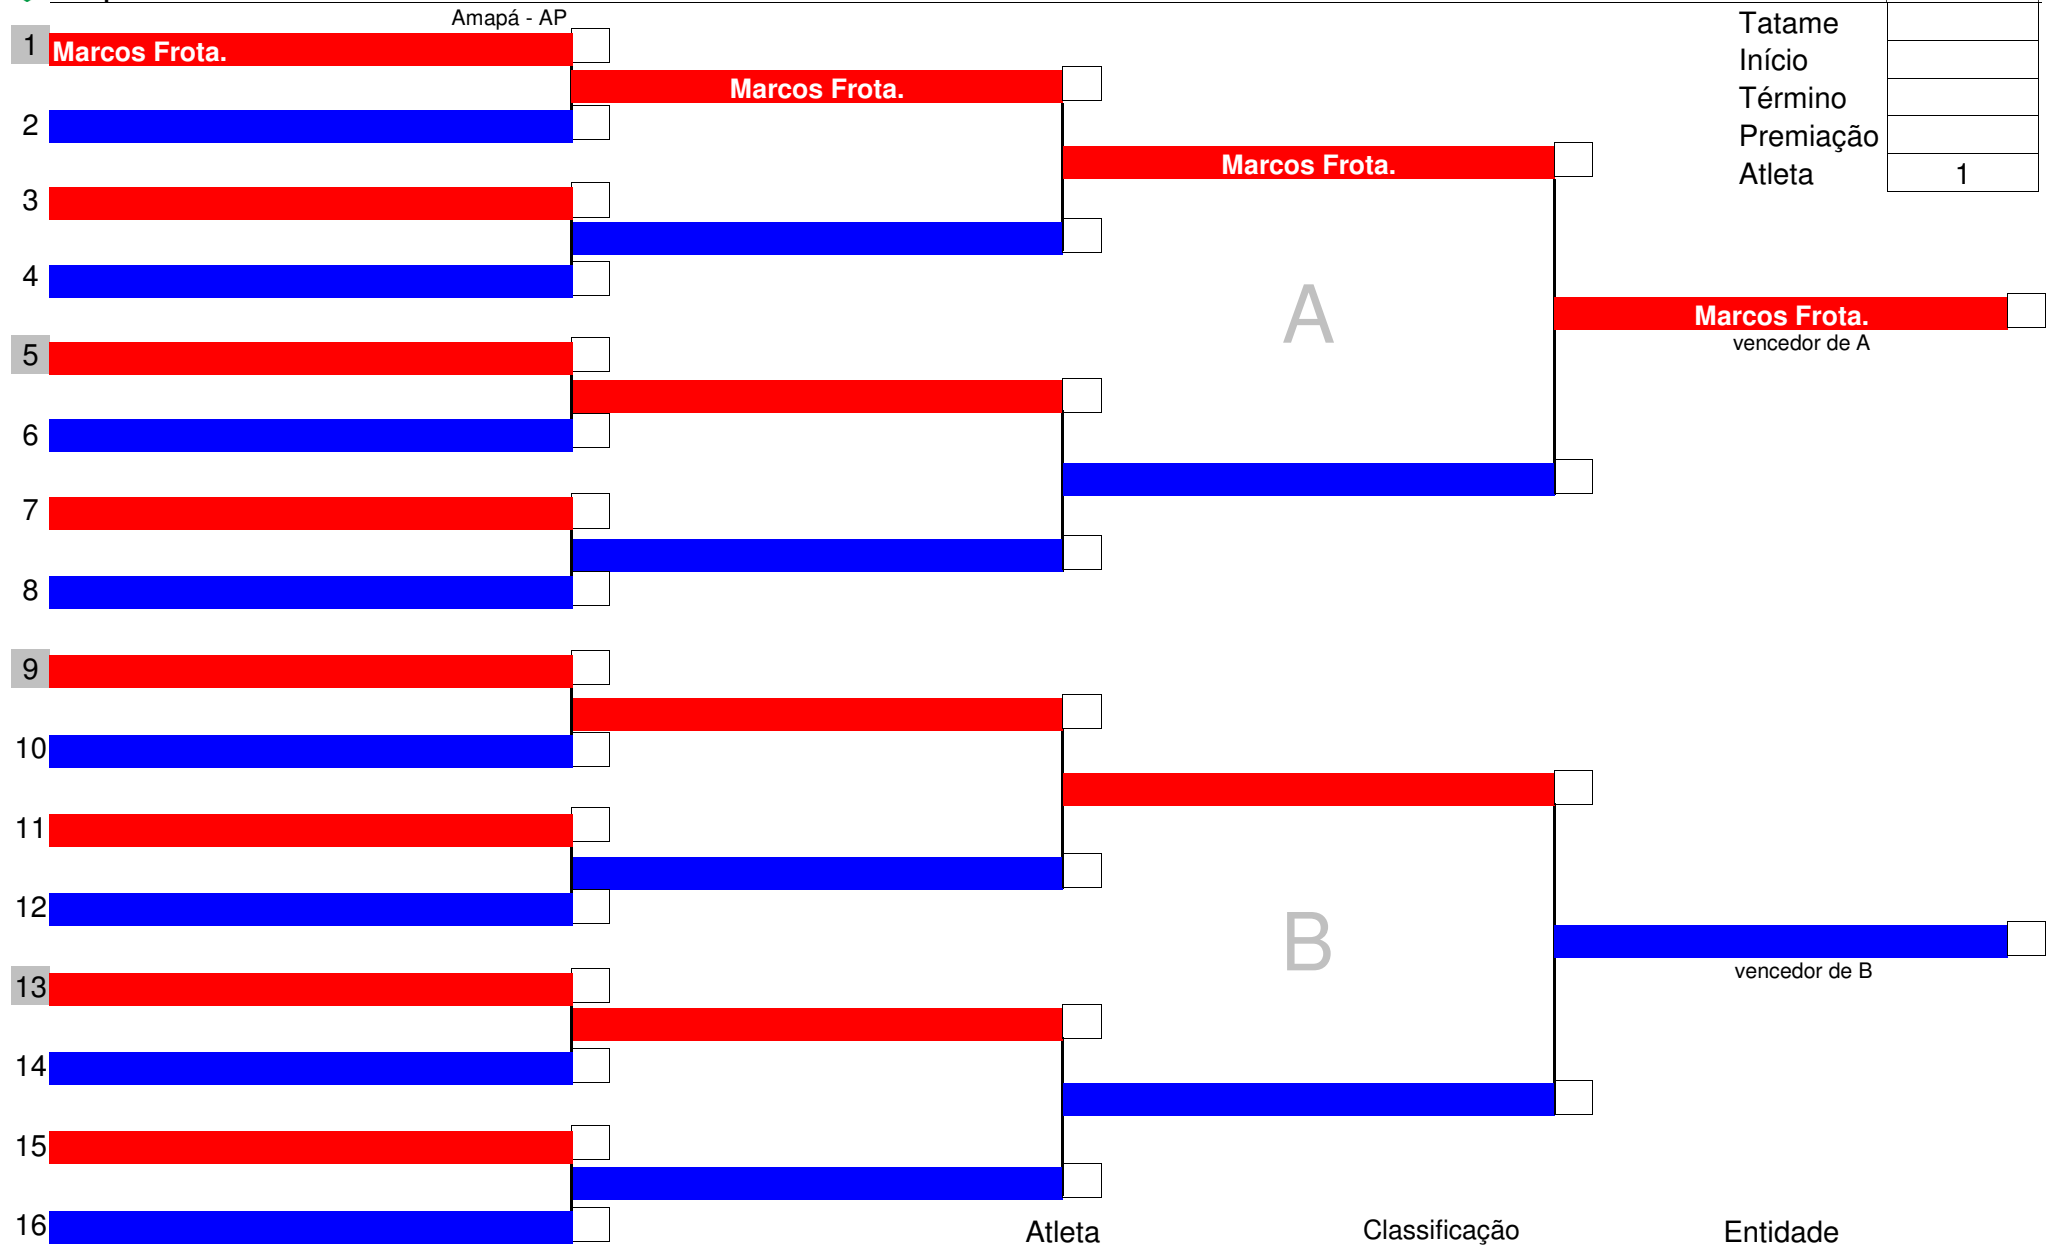 Amapá - AP
1 Marcos Frota.
Marcos Frota.
2
Marcos Frota.
3
4
5
6
7
8
9
10
11
12
13
14
15
16
A
B
Marcos Frota.
vencedor de A
vencedor de B
Tatame
Início
Término
Premiação
Atleta 1
Atleta Classificação Entidade